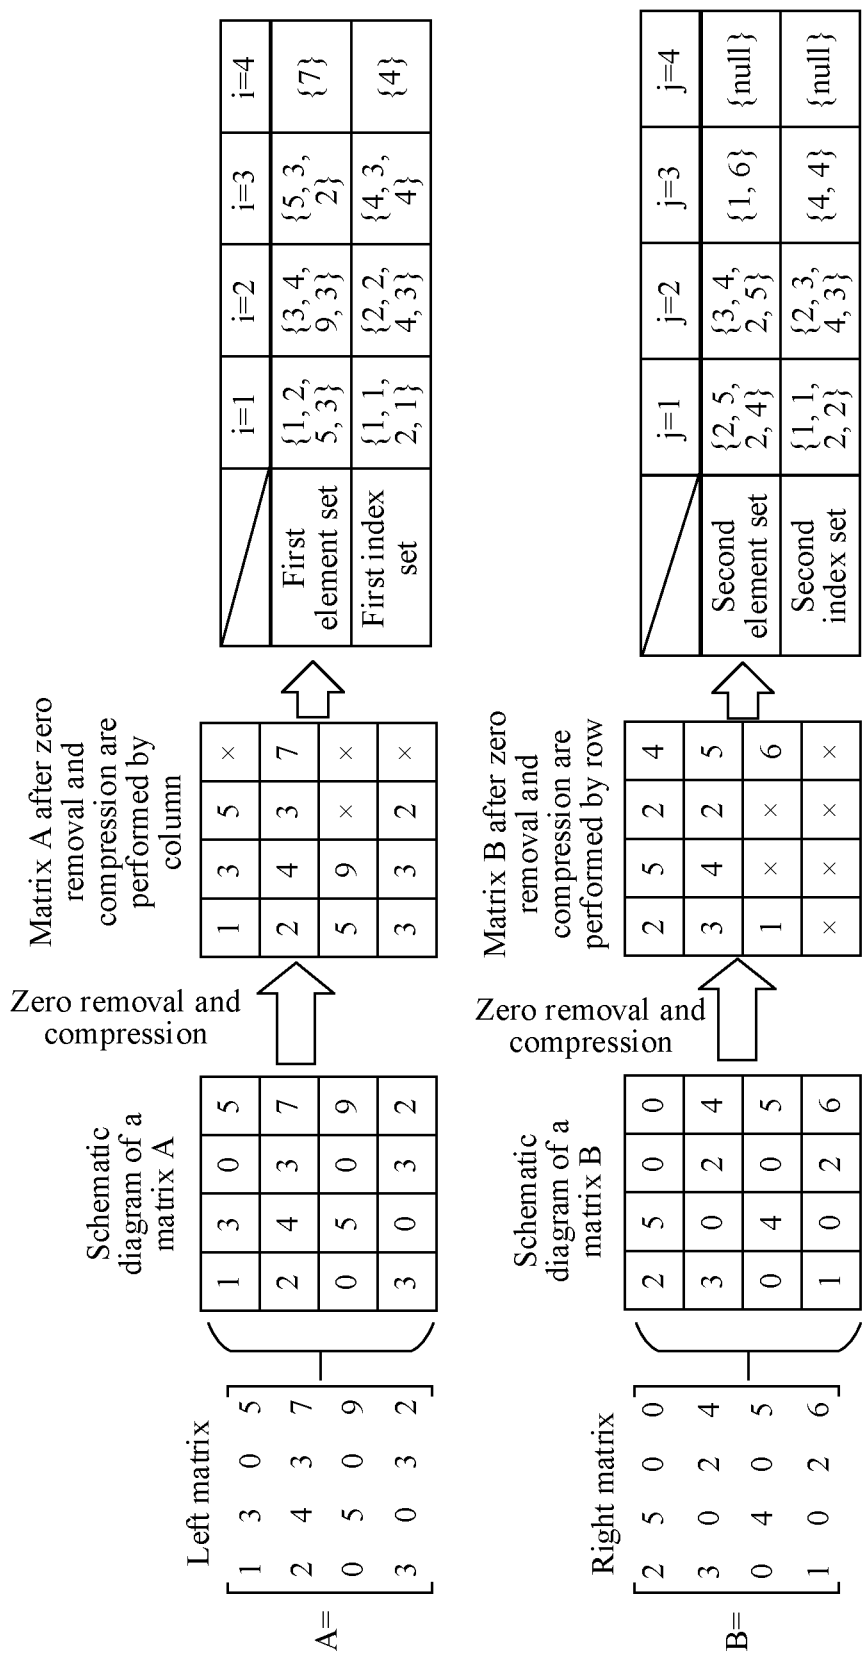 Left matrix
A=
1 3 0 5
2 4 3 7
0 5 0 9
3 0 3 2
Schematic
diagram of a
matrix A
1 3 0 5
2 4 3 7
0 5 0 9
3 0 3 2
Zero removal and
compression
Matrix A after zero
removal and
compression are
performed by
column
1 3 5 ×
2 4 3 7
5 9 × ×
3 3 2 ×
i=1 i=2 i=3 i=4
First
element set
{1, 2,
5, 3}
{3, 4,
9, 3}
{5, 3,
2}
{7}
First index
set
{1, 1,
2, 1}
{2, 2,
4, 3}
{4, 3,
4}
{4}
Right matrix
B=
2 5 0 0
3 0 2 4
0 4 0 5
1 0 2 6
Schematic
diagram of a
matrix B
2 5 0 0
3 0 2 4
0 4 0 5
1 0 2 6
Zero removal and
compression
Matrix B after zero
removal and
compression are
performed by row
2 5 2 4
3 4 2 5
1 × × 6
× × × ×
j=1 j=2 j=3 j=4
Second
element set
{2, 5,
2, 4}
{3, 4,
2, 5}
{1, 6}
{null}
Second
index set
{1, 1,
2, 2}
{2, 3,
4, 3}
{4, 4}
{null}